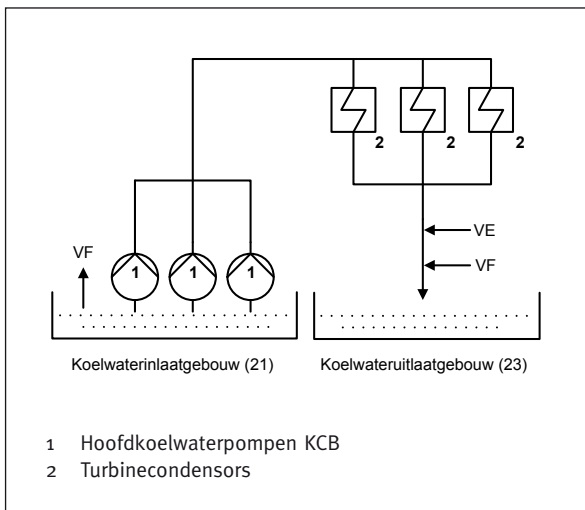 2 2 2
VE
VF VF
1 1 1
Koelwaterinlaatgebouw (21) Koelwateruitlaatgebouw (23)
1 Hoofdkoelwaterpompen KCB
2 Turbinecondensors